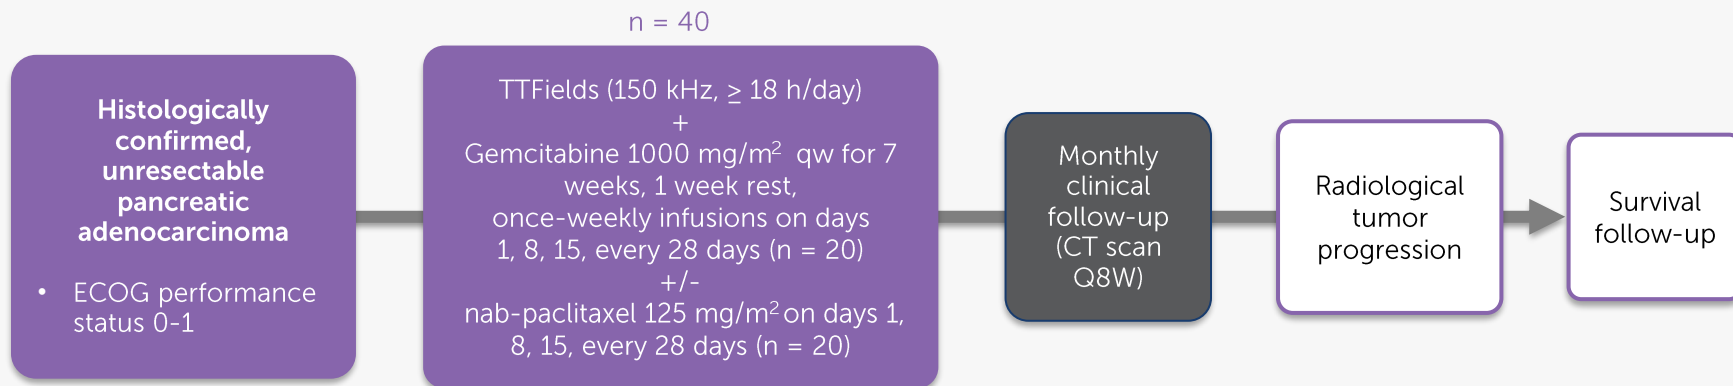 n = 40
Histologically
confirmed,
unresectable
pancreatic
adenocarcinoma
• ECOG performance
status 0-1
TTFields (150 kHz, ≥ 18 h/day)
+
Gemcitabine 1000 mg/m² qw for 7
weeks, 1 week rest,
once-weekly infusions on days
1, 8, 15, every 28 days (n = 20)
+/-
nab-paclitaxel 125 mg/m² on days 1,
8, 15, every 28 days (n = 20)
Monthly
clinical
follow-up
(CT scan
Q8W)
Radiological
tumor
progression
Survival
follow-up